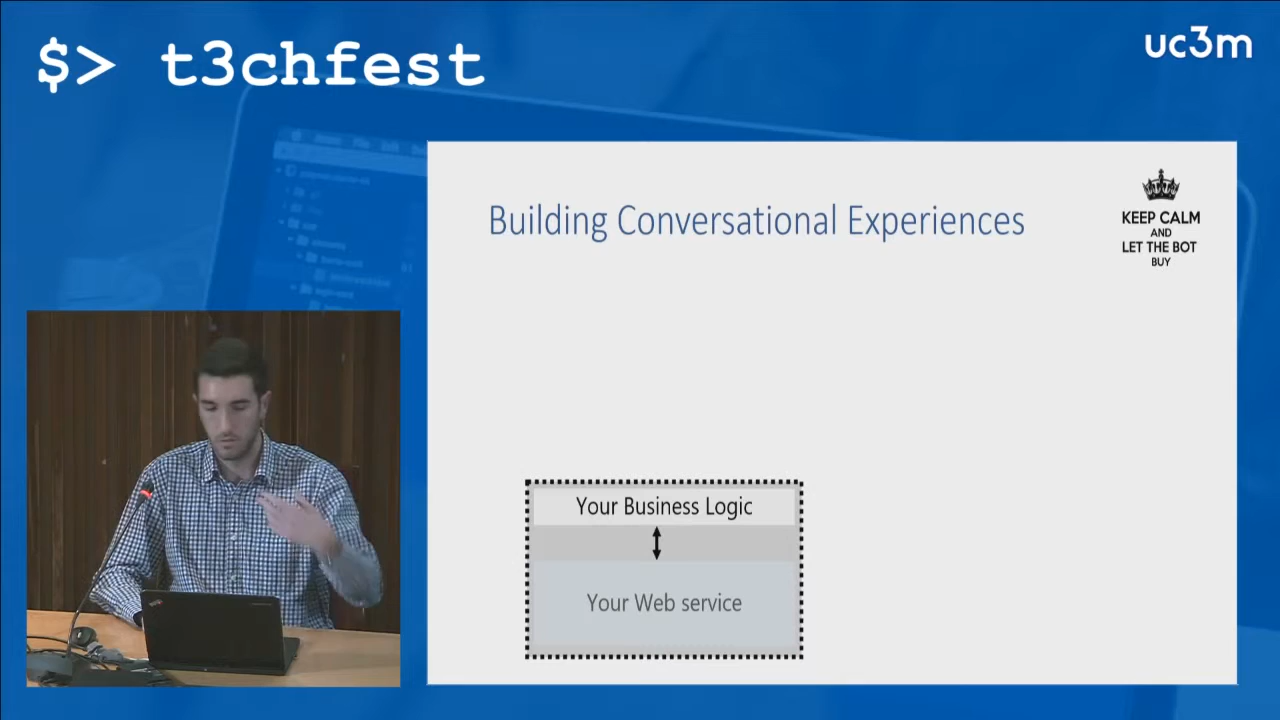 $> t3chfest
uc3m
Building Conversational Experiences
KEEP CALM
AND
LET THE BOT
BUY
Your Business Logic
Your Web service